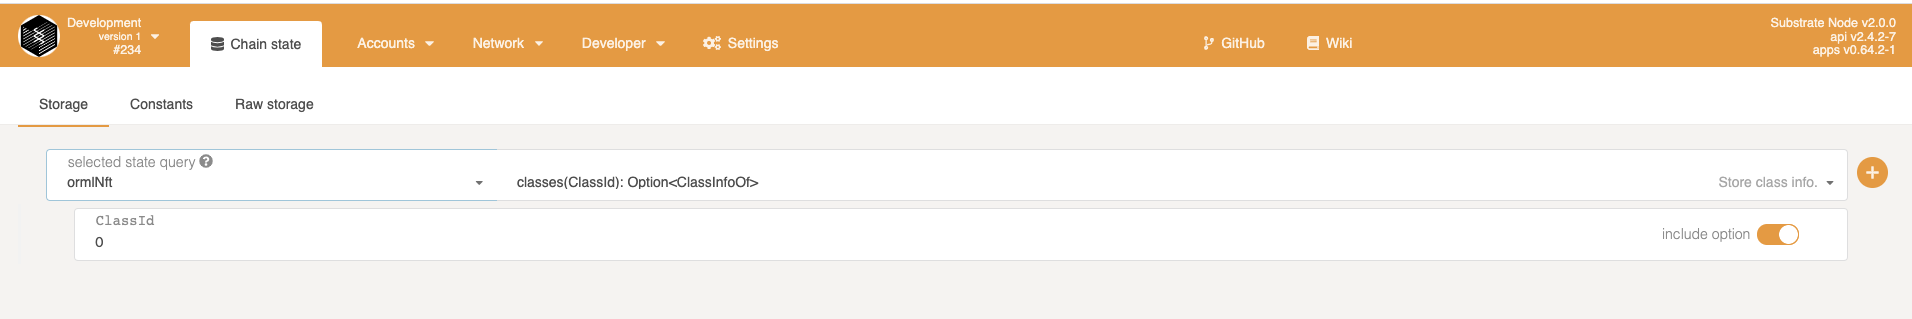 Development
version 1
#234
Chain state
Accounts
Network
Developer
Settings
GitHub
Wiki
Substrate Node v2.0.0
api v2.4.2-7
apps v0.64.2-1
Storage
Constants
Raw storage
selected state query
ormlNft
classes(ClassId): Option<ClassInfoOf>
Store class info.
ClassId
0
include option